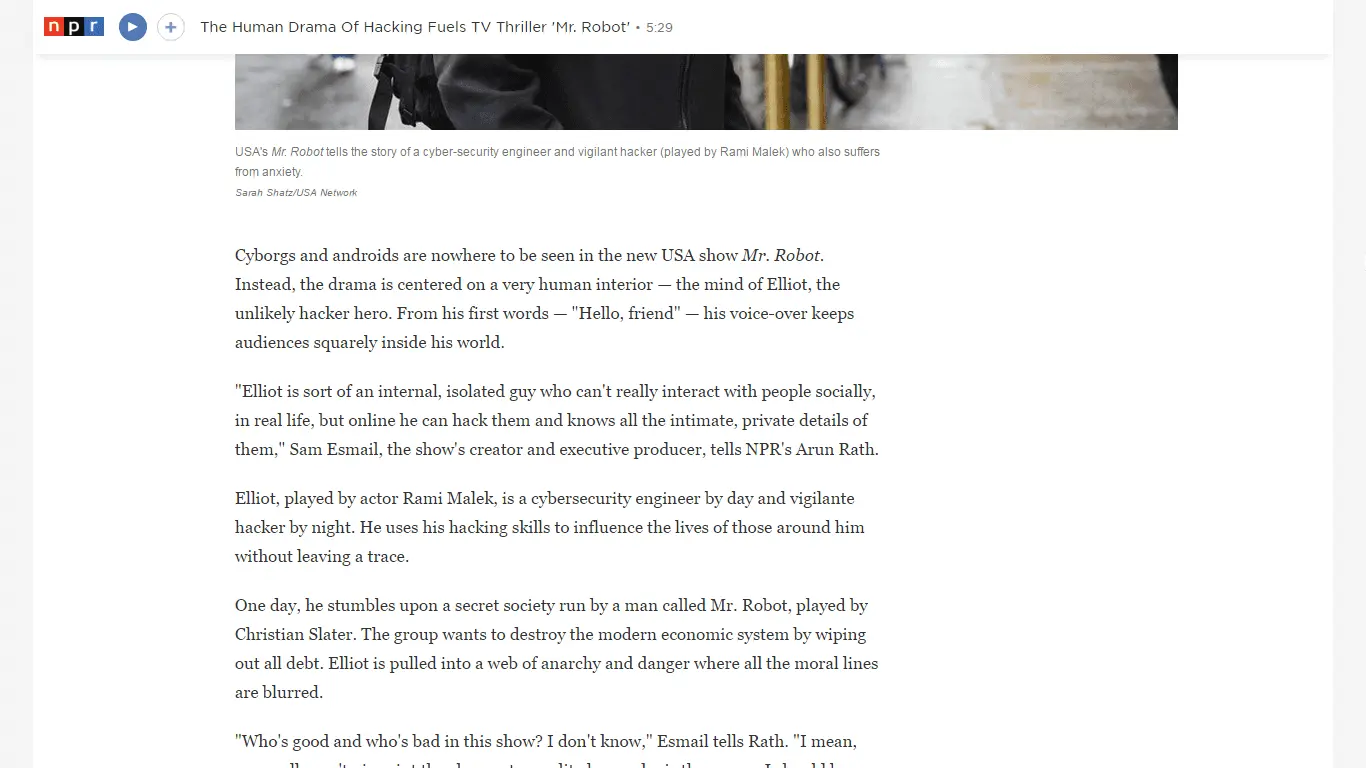 npr The Human Drama Of Hacking Fuels TV Thriller 'Mr. Robot' • 5:29
USA's Mr. Robot tells the story of a cyber-security engineer and vigilant hacker (played by Rami Malek) who also suffers
from anxiety.
Sarah Shatz/USA Network
Cyborgs and androids are nowhere to be seen in the new USA show Mr. Robot.
Instead, the drama is centered on a very human interior — the mind of Elliot, the
unlikely hacker hero. From his first words — "Hello, friend" — his voice-over keeps
audiences squarely inside his world.
"Elliot is sort of an internal, isolated guy who can't really interact with people socially,
in real life, but online he can hack them and knows all the intimate, private details of
them," Sam Esmail, the show's creator and executive producer, tells NPR's Arun Rath.
Elliot, played by actor Rami Malek, is a cybersecurity engineer by day and vigilante
hacker by night. He uses his hacking skills to influence the lives of those around him
without leaving a trace.
One day, he stumbles upon a secret society run by a man called Mr. Robot, played by
Christian Slater. The group wants to destroy the modern economic system by wiping
out all debt. Elliot is pulled into a web of anarchy and danger where all the moral lines
are blurred.
"Who's good and who's bad in this show? I don't know," Esmail tells Rath. "I mean,